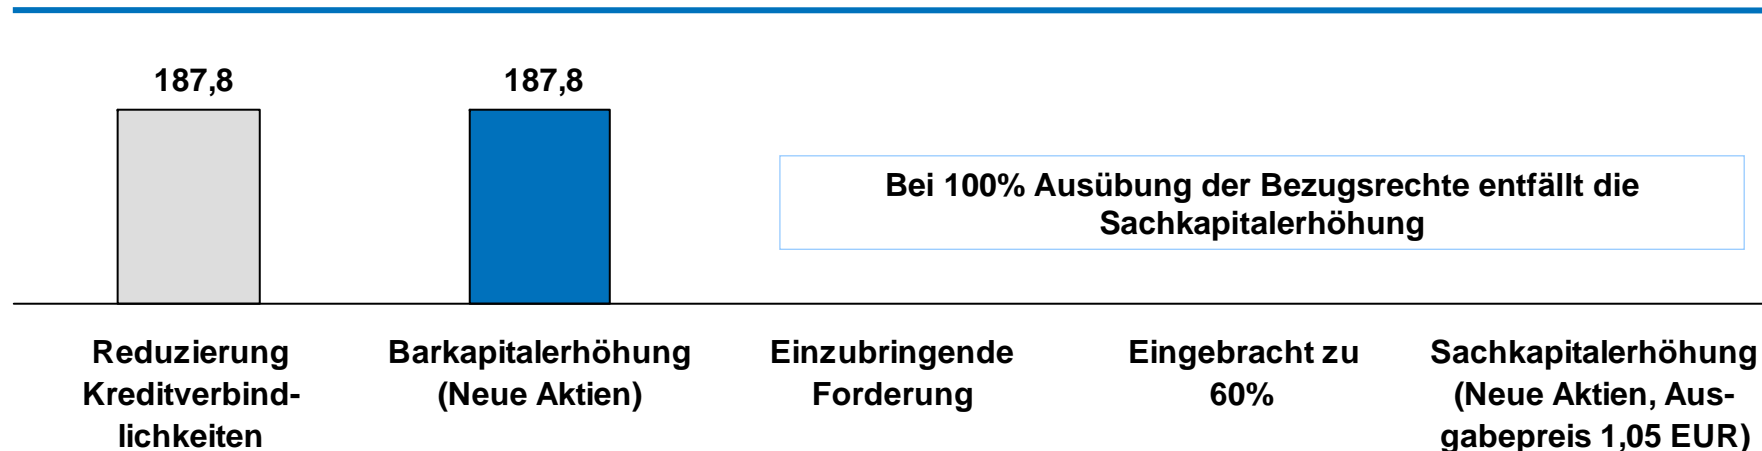 187,8
187,8
Bei 100% Ausübung der Bezugsrechte entfällt die
Sachkapitalerhöhung
Reduzierung
Kreditverbind-
lichkeiten
Barkapitalerhöhung
(Neue Aktien)
Einzubringende
Forderung
Eingebracht zu
60%
Sachkapitalerhöhung
(Neue Aktien, Aus-
gabepreis 1,05 EUR)